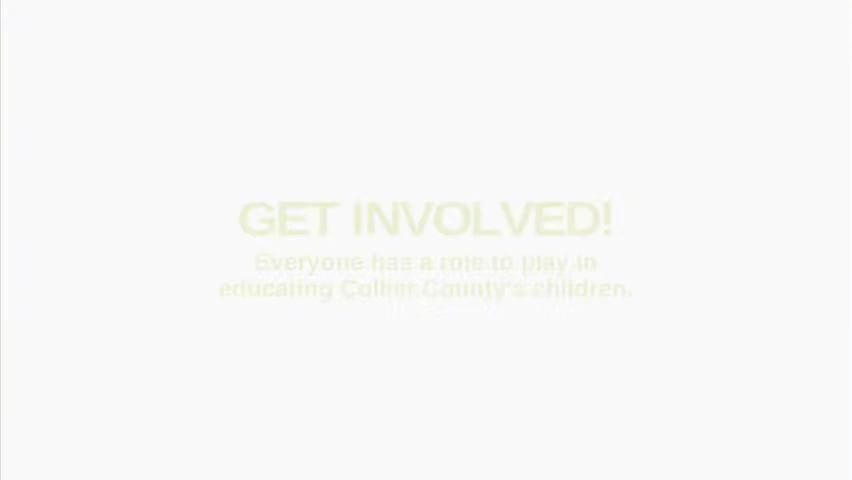 GET INVOLVED!
Everyone has a role to play in
educating Collier County's children.